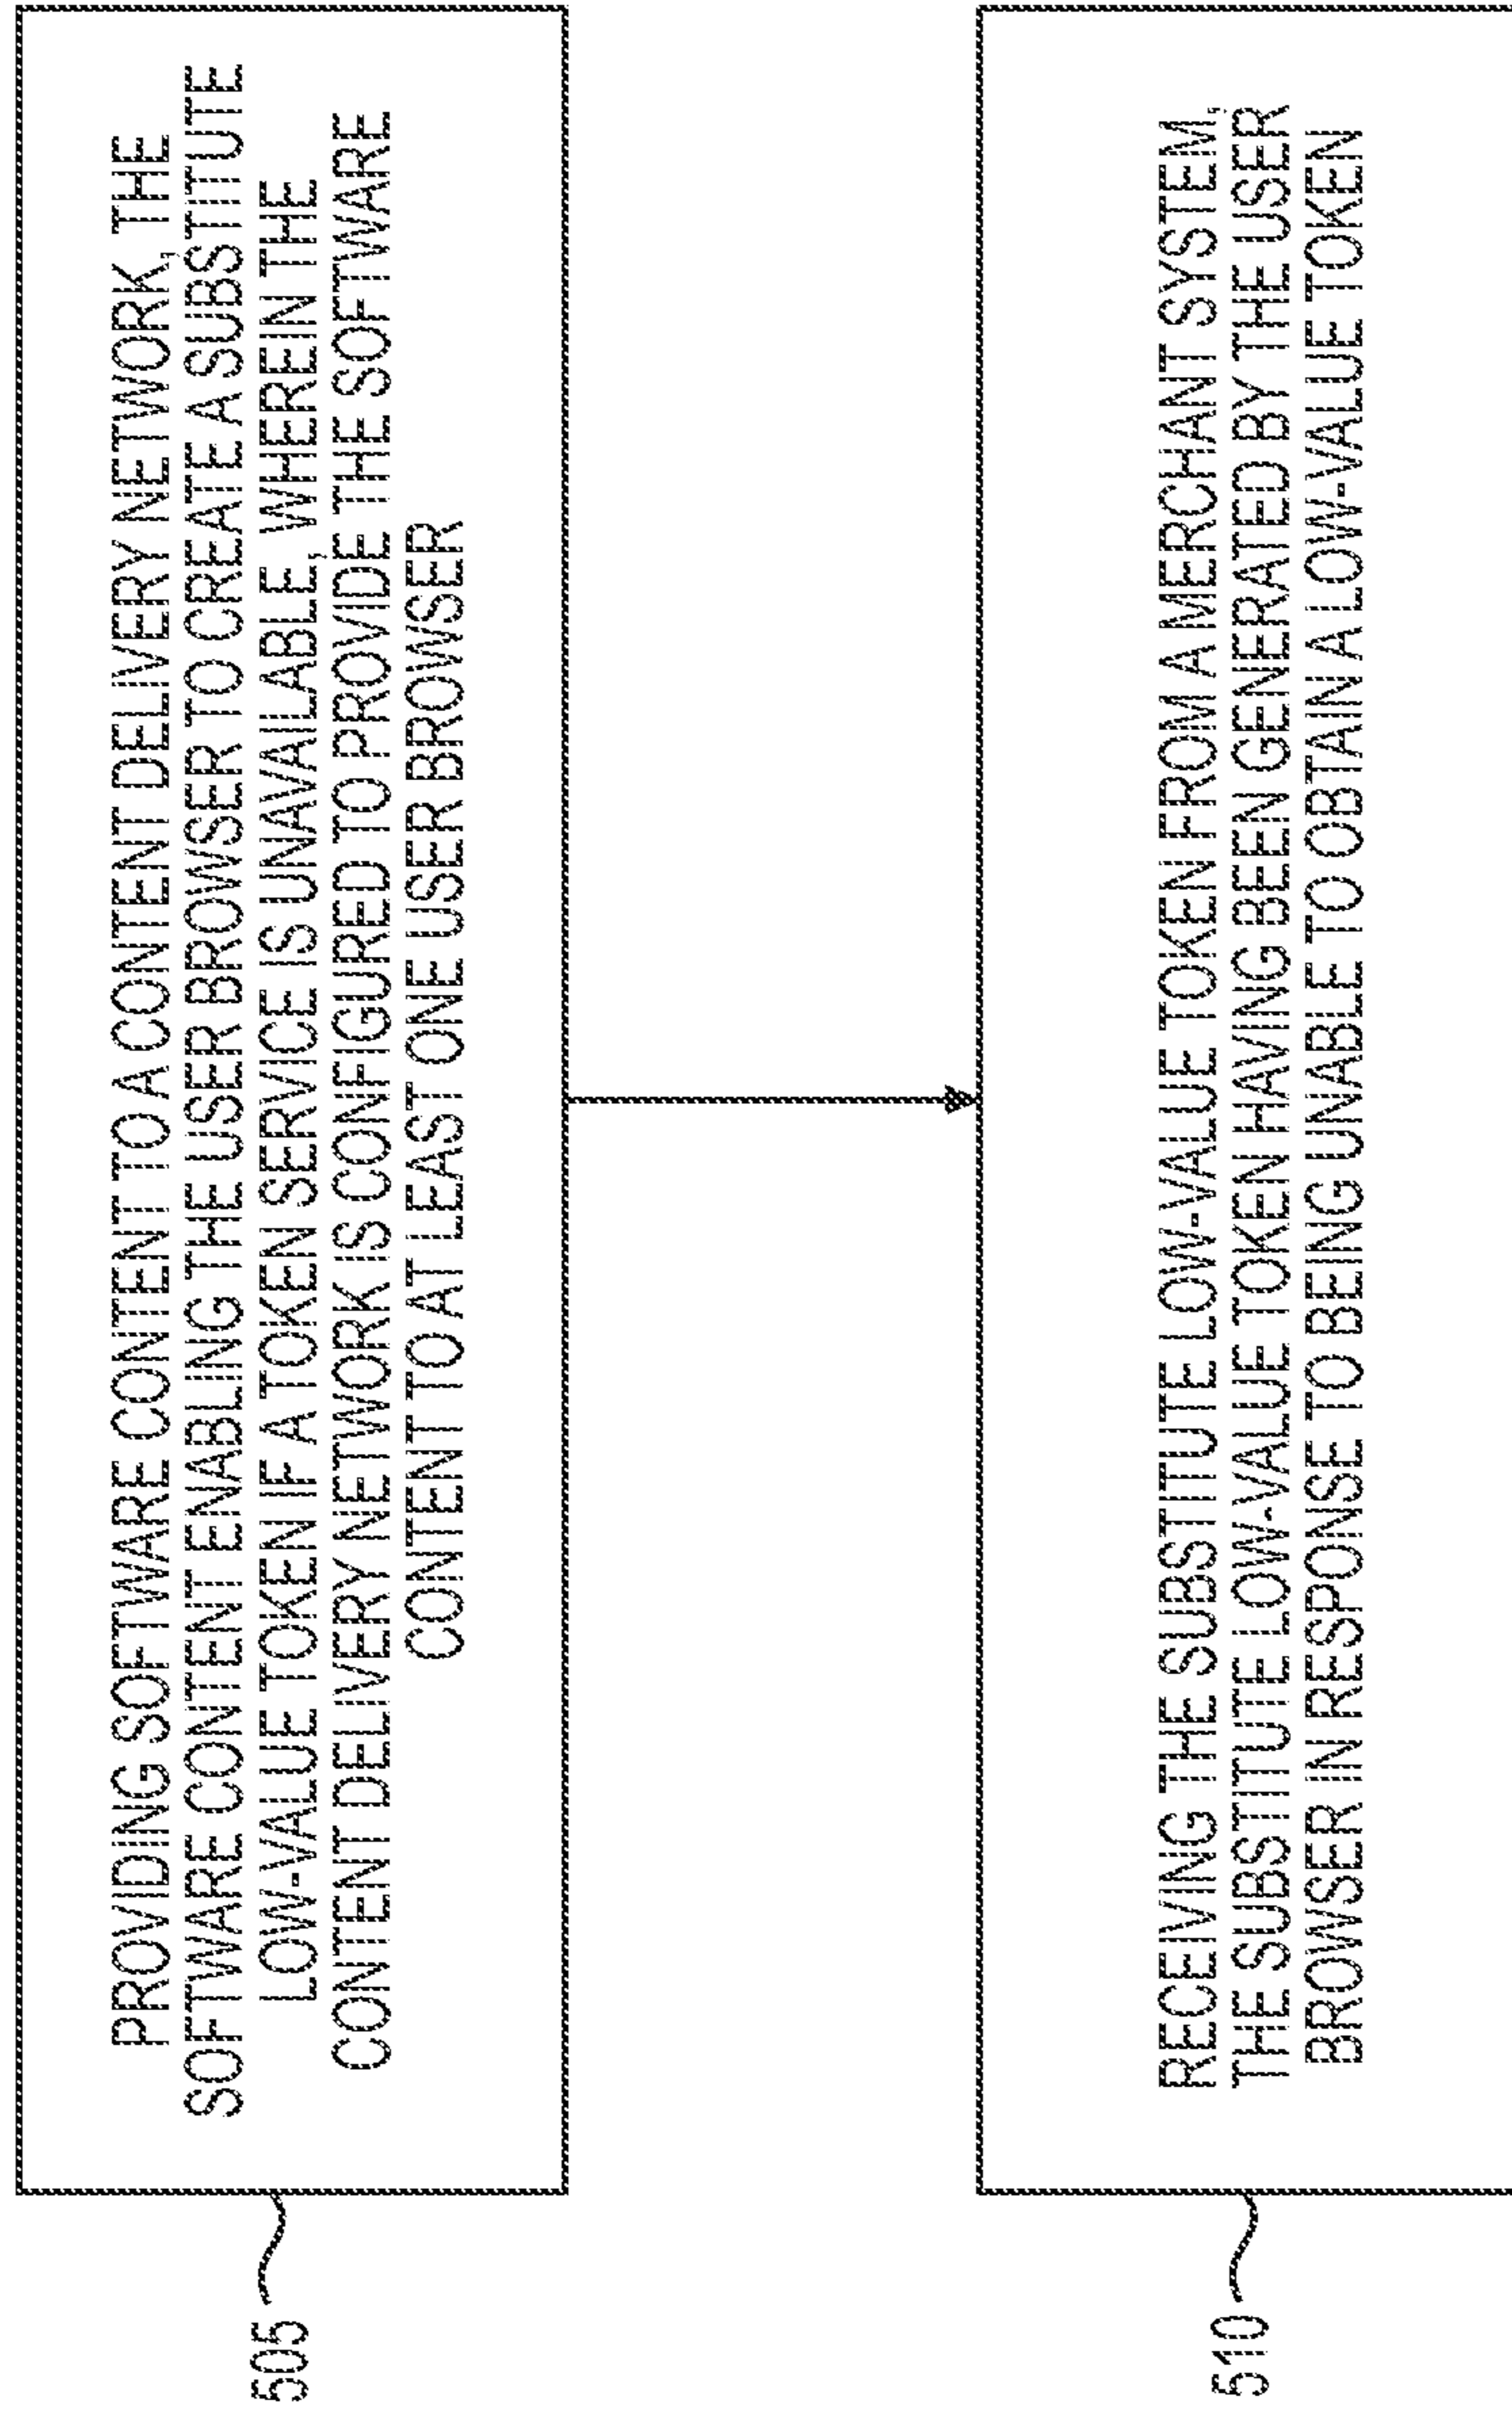 505
PROVIDING SOFTWARE CONTENT TO A CONTENT DELIVERY NETWORK, THE
SOFTWARE CONTENT ENABLING THE USER BROWSER TO CREATE A SUBSTITUTE
LOW-VALUE TOKEN IF A TOKEN SERVICE IS UNAVAILABLE, WHEREIN THE
CONTENT DELIVERY NETWORK IS CONFIGURED TO PROVIDE THE SOFTWARE
CONTENT TO AT LEAST ONE USER BROWSER
510
RECEIVING THE SUBSTITUTE LOW-VALUE TOKEN FROM A MERCHANT SYSTEM,
THE SUBSTITUTE LOW-VALUE TOKEN HAVING BEEN GENERATED BY THE USER
BROWSER IN RESPONSE TO BEING UNABLE TO OBTAIN A LOW-VALUE TOKEN